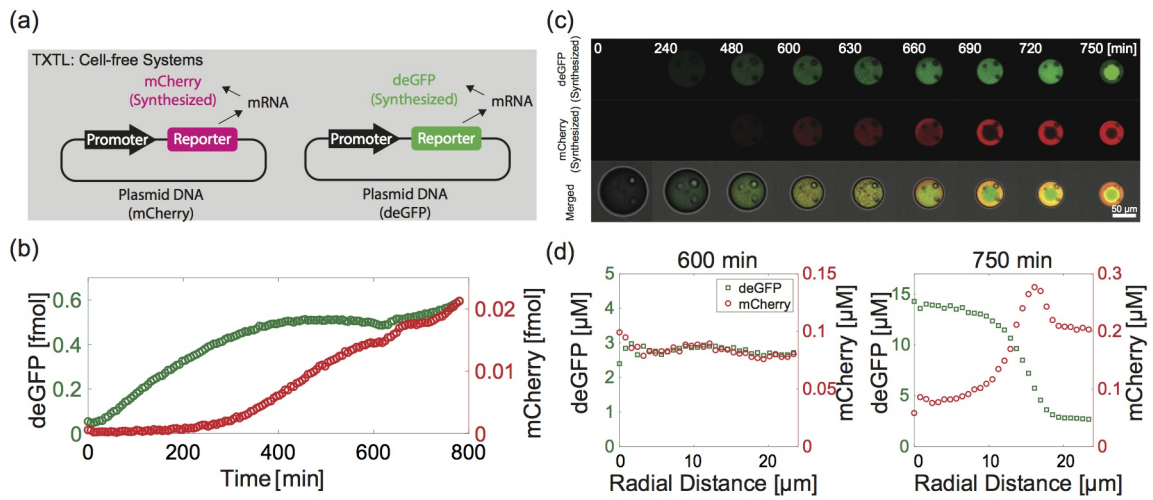 (a)
TXTL: Cell-free Systems
mCherry
(Synthesized)
mRNA
Promoter
Reporter
Plasmid DNA
(mCherry)
deGFP
(Synthesized)
mRNA
Promoter
Reporter
Plasmid DNA
(deGFP)
(b)
deGFP [fmol]
0.6
0.4
0.2
0
0 200 400 600 800
Time [min]
0.02
0.01
0
mCherry [fmol]
(c)
0 240 480 600 630 660 690 720 750 [min]
deGFP
(Synthesized)
mCherry
(Synthesized)
Merged
50 µm
(d)
600 min
deGFP [µM]
5
4
3
2
1
0
0 10 20
Radial Distance [µm]
0.15
0.1
0.05
0
mCherry [µM]
deGFP
mCherry
750 min
deGFP [µM]
15
10
5
0
0 10 20
Radial Distance [µm]
0.3
0.2
0.1
0
mCherry [µM]